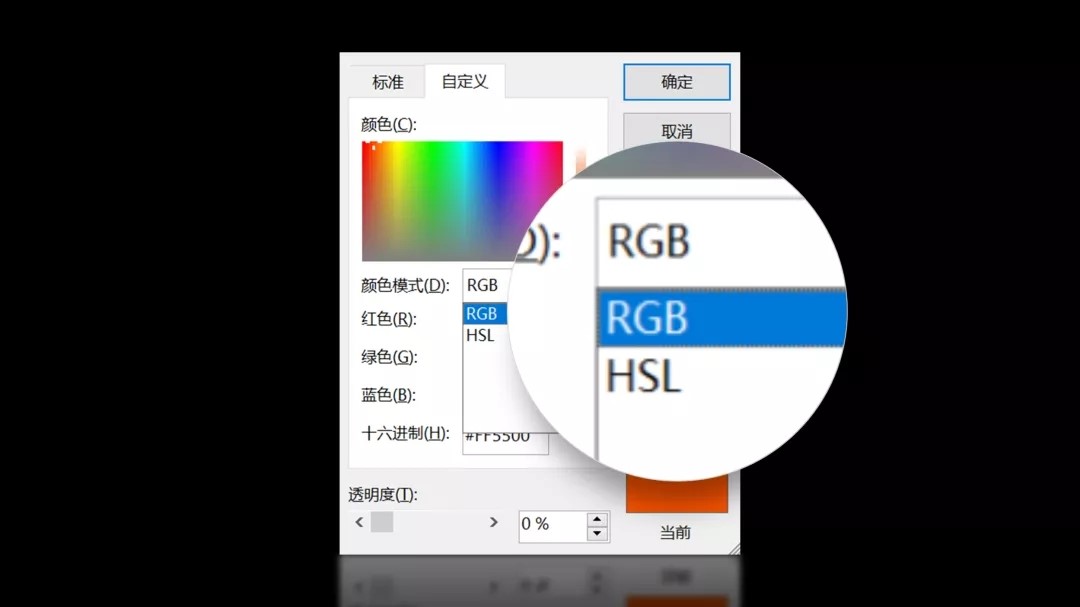 标准 自定义 确定
颜色(C): 取消
颜色模式(D): RGB
RGB
HSL
红色(R):
绿色(G):
蓝色(B):
十六进制(H): #FF5500
D):
RGB
RGB
HSL
透明度(T):
0 %
当前